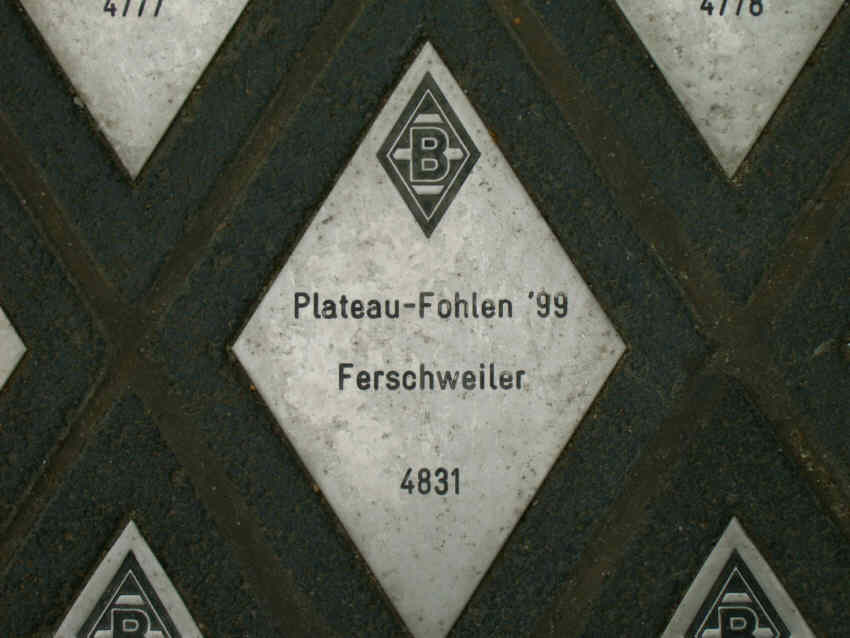 4777
4778
B
Plateau-Fohlen '99
Ferschweiler
4831
B
B